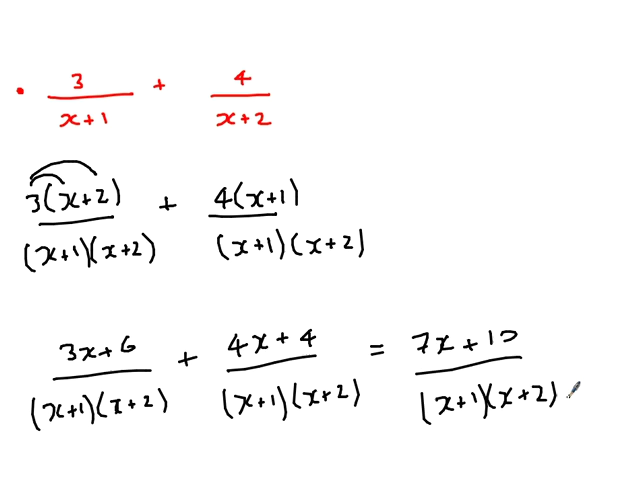 • 3/(x+1) + 4/(x+2)
3(x+2)/(x+1)(x+2) + 4(x+1)/(x+1)(x+2)
3x+6/(x+1)(x+2) + 4x+4/(x+1)(x+2) = 7x+10/(x+1)(x+2)